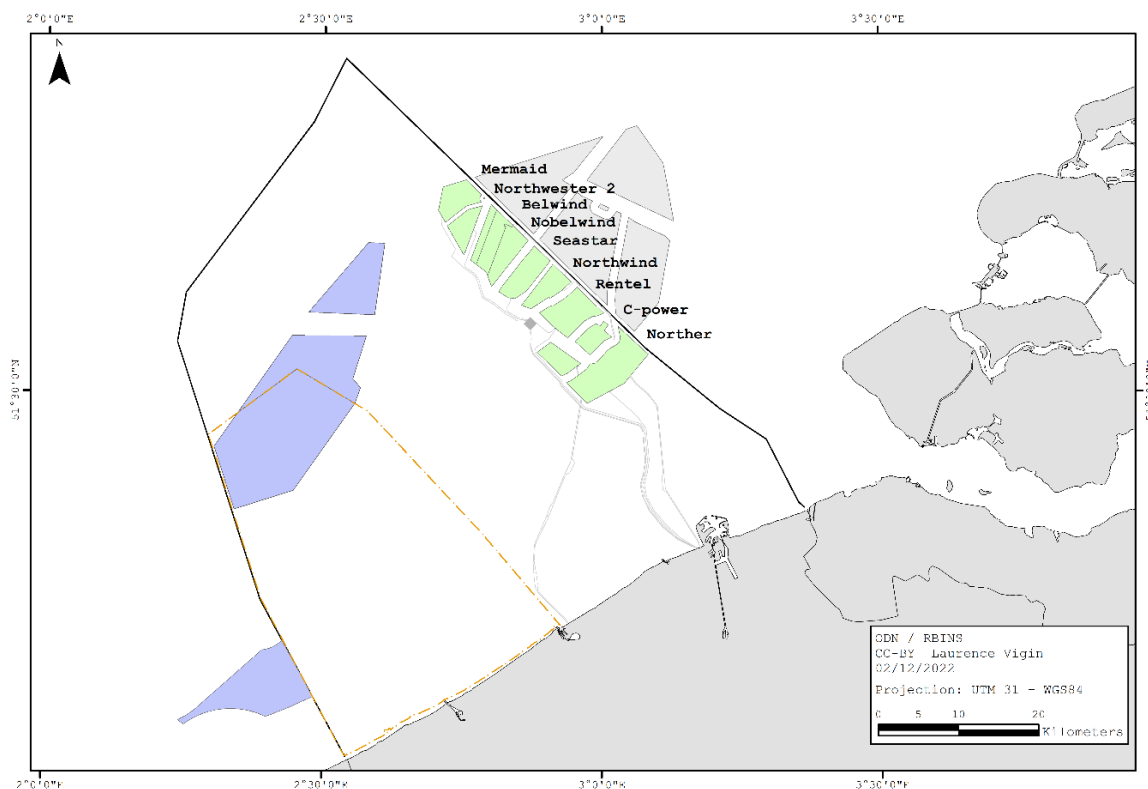 2°0'0"E 2°30'0"E 3°0'0"E 3°30'0"E
N
Mermaid
Northwester 2
Belwind
Nobelwind
Seastar
Northwind
Rentel
C-power
Norther
51°30'0"N
ODN / RBINS
CC-BY Laurence Vigin
02/12/2022
Projection: UTM 31 - WGS84
0 5 10 20
Kilometers
2°0'0"E 2°30'0"E 3°0'0"E 3°30'0"E